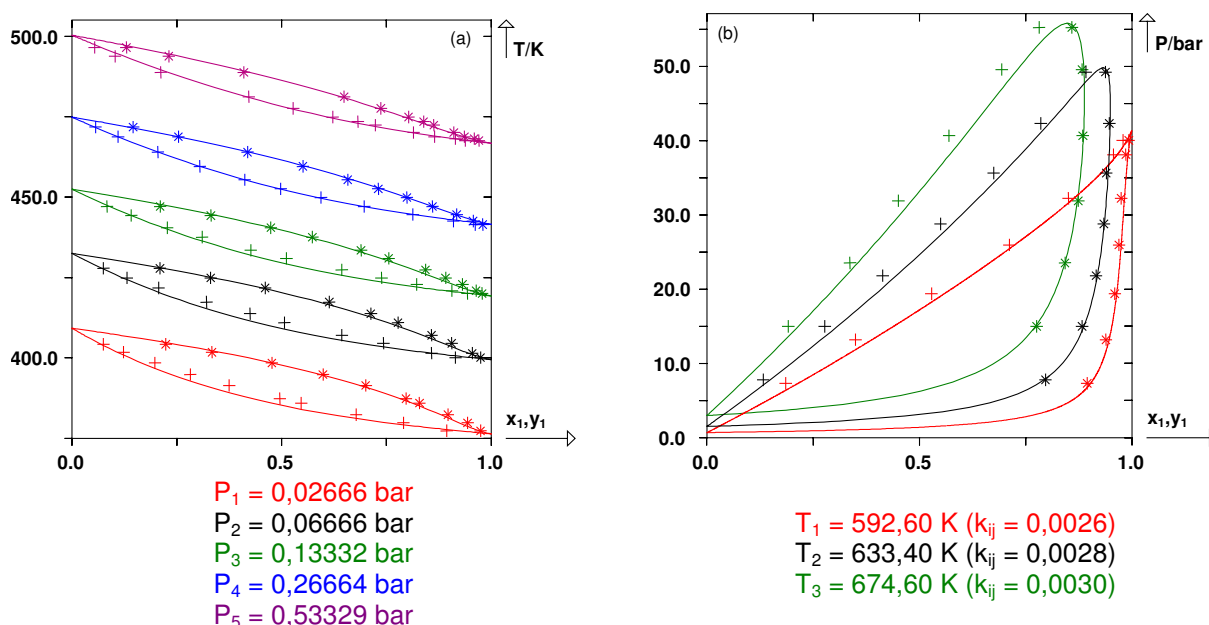 (a)
T/K
500.0
450.0
400.0
x₁,y₁
0.0 0.5 1.0
P₁ = 0,02666 bar
P₂ = 0,06666 bar
P₃ = 0,13332 bar
P₄ = 0,26664 bar
P₅ = 0,53329 bar
(b)
P/bar
50.0
40.0
30.0
20.0
10.0
0.0
x₁,y₁
0.0 0.5 1.0
T₁ = 592,60 K (kᵢⱼ = 0,0026)
T₂ = 633,40 K (kᵢⱼ = 0,0028)
T₃ = 674,60 K (kᵢⱼ = 0,0030)